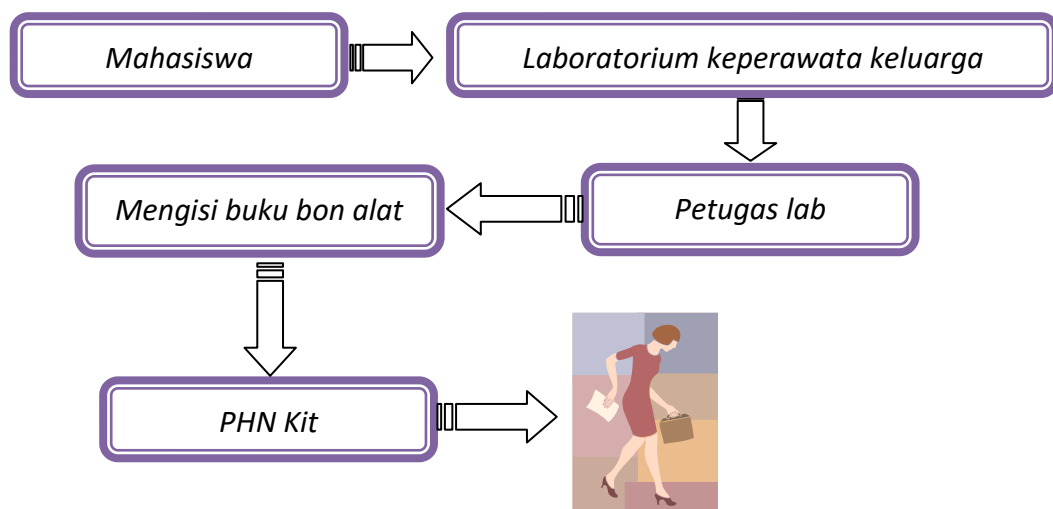 Mahasiswa
Laboratorium keperawata keluarga
Petugas lab
Mengisi buku bon alat
PHN Kit